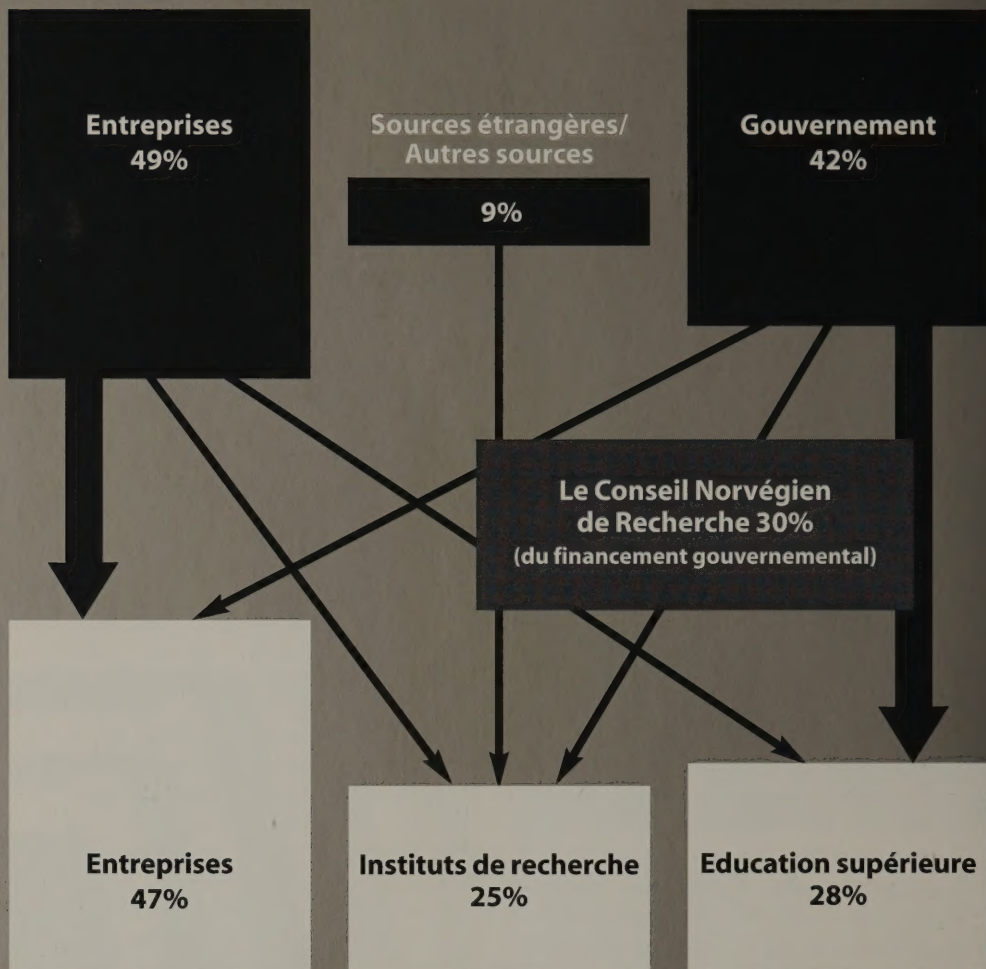 Entreprises
49%
Sources étrangères/
Autres sources
9%
Gouvernement
42%
Le Conseil Norvégien
de Recherche 30%
(du financement gouvernemental)
Entreprises
47%
Instituts de recherche
25%
Education supérieure
28%